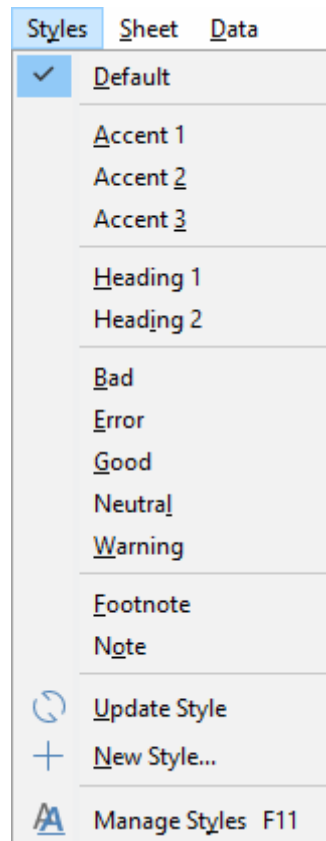 Styles Sheet Data
Default
Accent 1
Accent 2
Accent 3
Heading 1
Heading 2
Bad
Error
Good
Neutral
Warning
Footnote
Note
Update Style
New Style...
Manage Styles F11